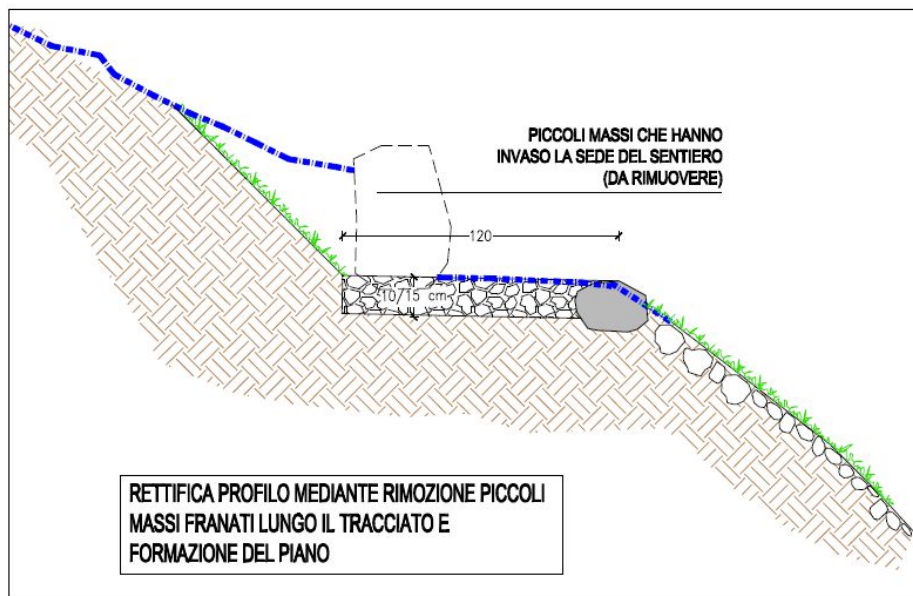 PICCOLI MASSI CHE HANNO
INVASO LA SEDE DEL SENTIERO
(DA RIMUOVERE)
120
10/15 cm
RETTIFICA PROFILO MEDIANTE RIMOZIONE PICCOLI
MASSI FRANATI LUNGO IL TRACCIATO E
FORMAZIONE DEL PIANO